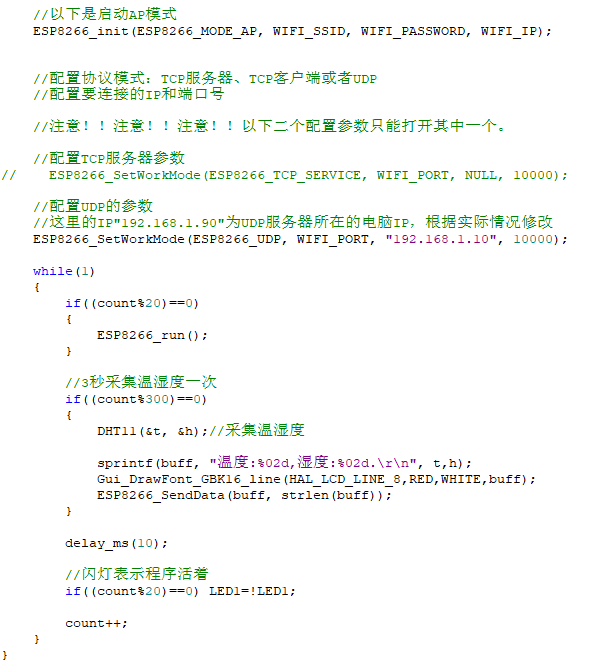 //以下是启动AP模式
ESP8266_init(ESP8266_MODE_AP, WIFI_SSID, WIFI_PASSWORD, WIFI_IP);
//配置协议模式: TCP服务器、TCP客户端或者UDP
//配置要连接的IP和端口号
//注意！！注意！！注意！！以下二个配置参数只能打开其中一个。
//配置TCP服务器参数
//    ESP8266_SetWorkMode(ESP8266_TCP_SERVICE, WIFI_PORT, NULL, 10000);
//配置UDP的参数
//这里的IP"192.168.1.90"为UDP服务器所在的电脑IP，根据实际情况修改
ESP8266_SetWorkMode(ESP8266_UDP, WIFI_PORT, "192.168.1.10", 10000);
while(1)
{
if((count%20)==0)
{
ESP8266_run();
}
//3秒采集温湿度一次
if((count%300)==0)
{
DHT11(&t, &h);//采集温湿度
sprintf(buff, "温度:%02d,湿度:%02d.\r\n", t,h);
Gui_DrawFont_GBK16_line(HAL_LCD_LINE_8,RED,WHITE,buff);
ESP8266_SendData(buff, strlen(buff));
}
delay_ms(10);
//闪灯表示程序活着
if((count%20)==0) LED1=!LED1;
count++;
}
}